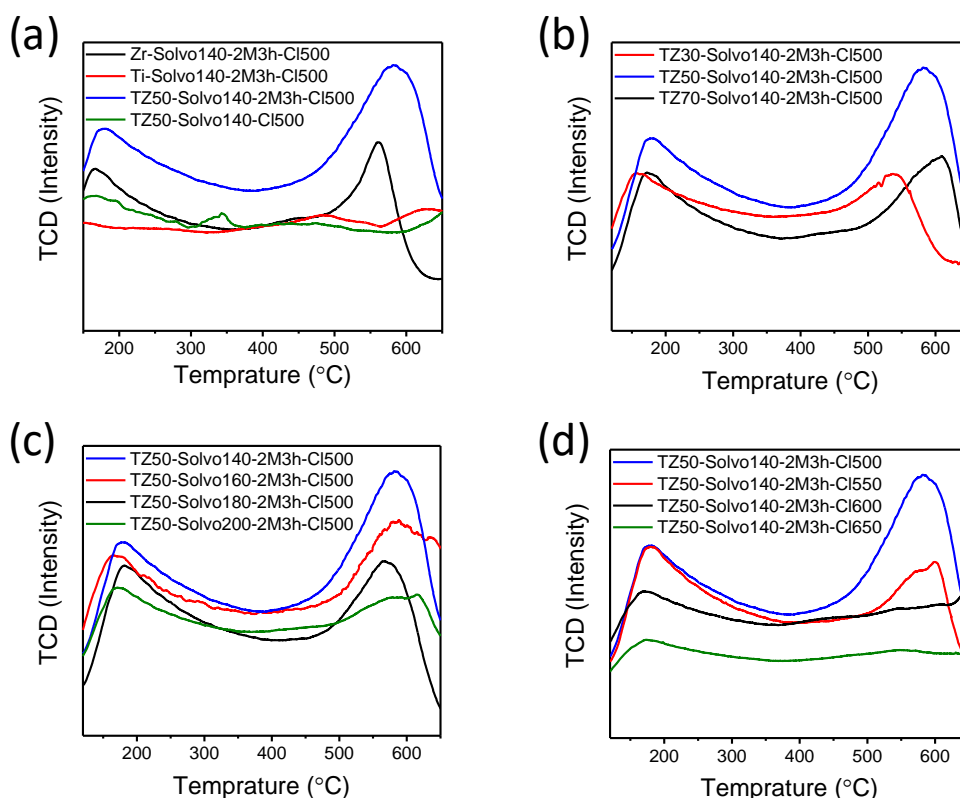 (a)
Zr-Solvo140-2M3h-Cl500
Ti-Solvo140-2M3h-Cl500
TZ50-Solvo140-2M3h-Cl500
TZ50-Solvo140-Cl500
TCD (Intensity)
200 300 400 500 600
Temprature (°C)
(b)
TZ30-Solvo140-2M3h-Cl500
TZ50-Solvo140-2M3h-Cl500
TZ70-Solvo140-2M3h-Cl500
TCD (Intensity)
200 300 400 500 600
Temprature (°C)
(c)
TZ50-Solvo140-2M3h-Cl500
TZ50-Solvo160-2M3h-Cl500
TZ50-Solvo180-2M3h-Cl500
TZ50-Solvo200-2M3h-Cl500
TCD (Intensity)
200 300 400 500 600
Temprature (°C)
(d)
TZ50-Solvo140-2M3h-Cl500
TZ50-Solvo140-2M3h-Cl550
TZ50-Solvo140-2M3h-Cl600
TZ50-Solvo140-2M3h-Cl650
TCD (Intensity)
200 300 400 500 600
Temprature (°C)